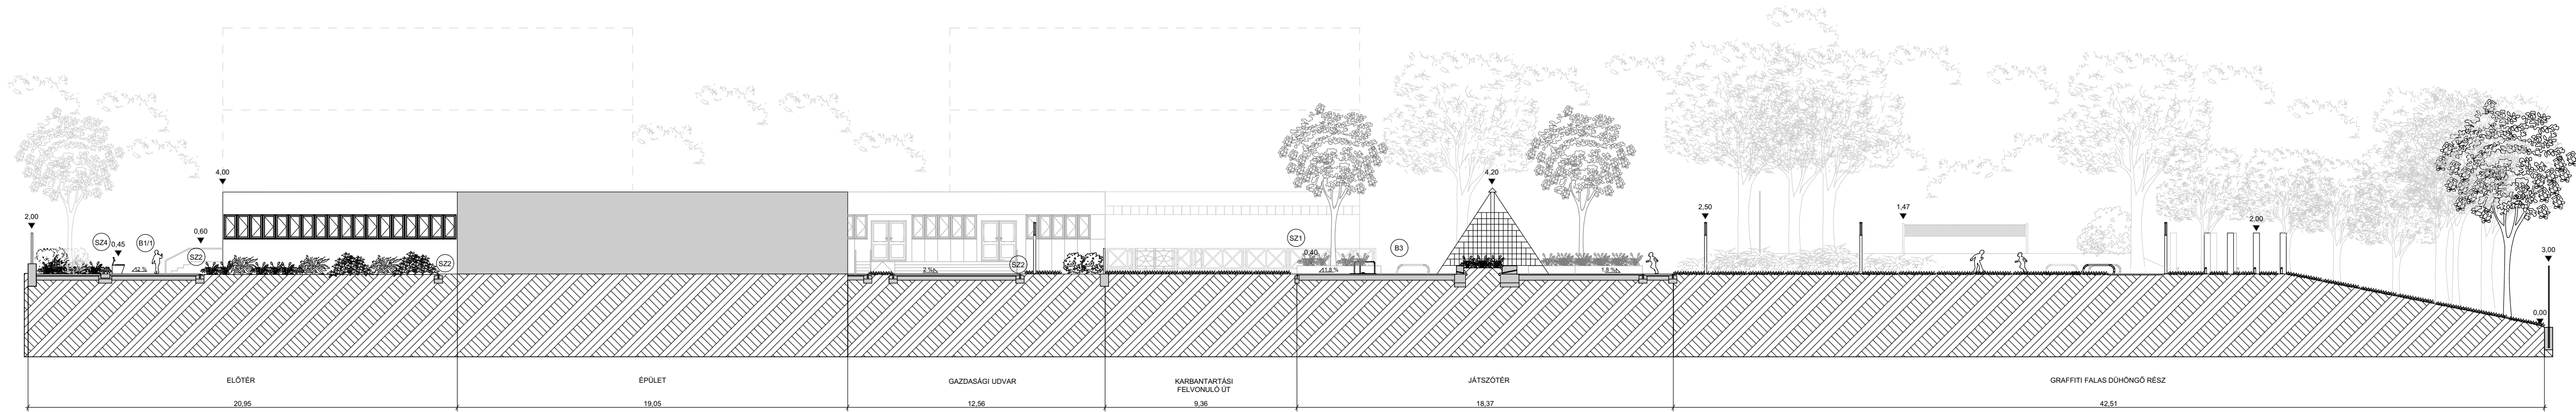 4,00
4,20
2,00
2,50
1,47
2,00
SZ4
0,45
B1/1
0,60
SZ2
SZ2
SZ2
SZ1
0,40
B3
3,00
2 %
11,8 %
1,8 %
0,00
ELŐTÉR
ÉPÜLET
GAZDASÁGI UDVAR
KARBANTARTÁSI
FELVONULÓ ÚT
JÁTSZÓTÉR
GRAFFITI FALAS DÜHÖNGŐ RÉSZ
20,95
19,05
12,56
9,36
18,37
42,51